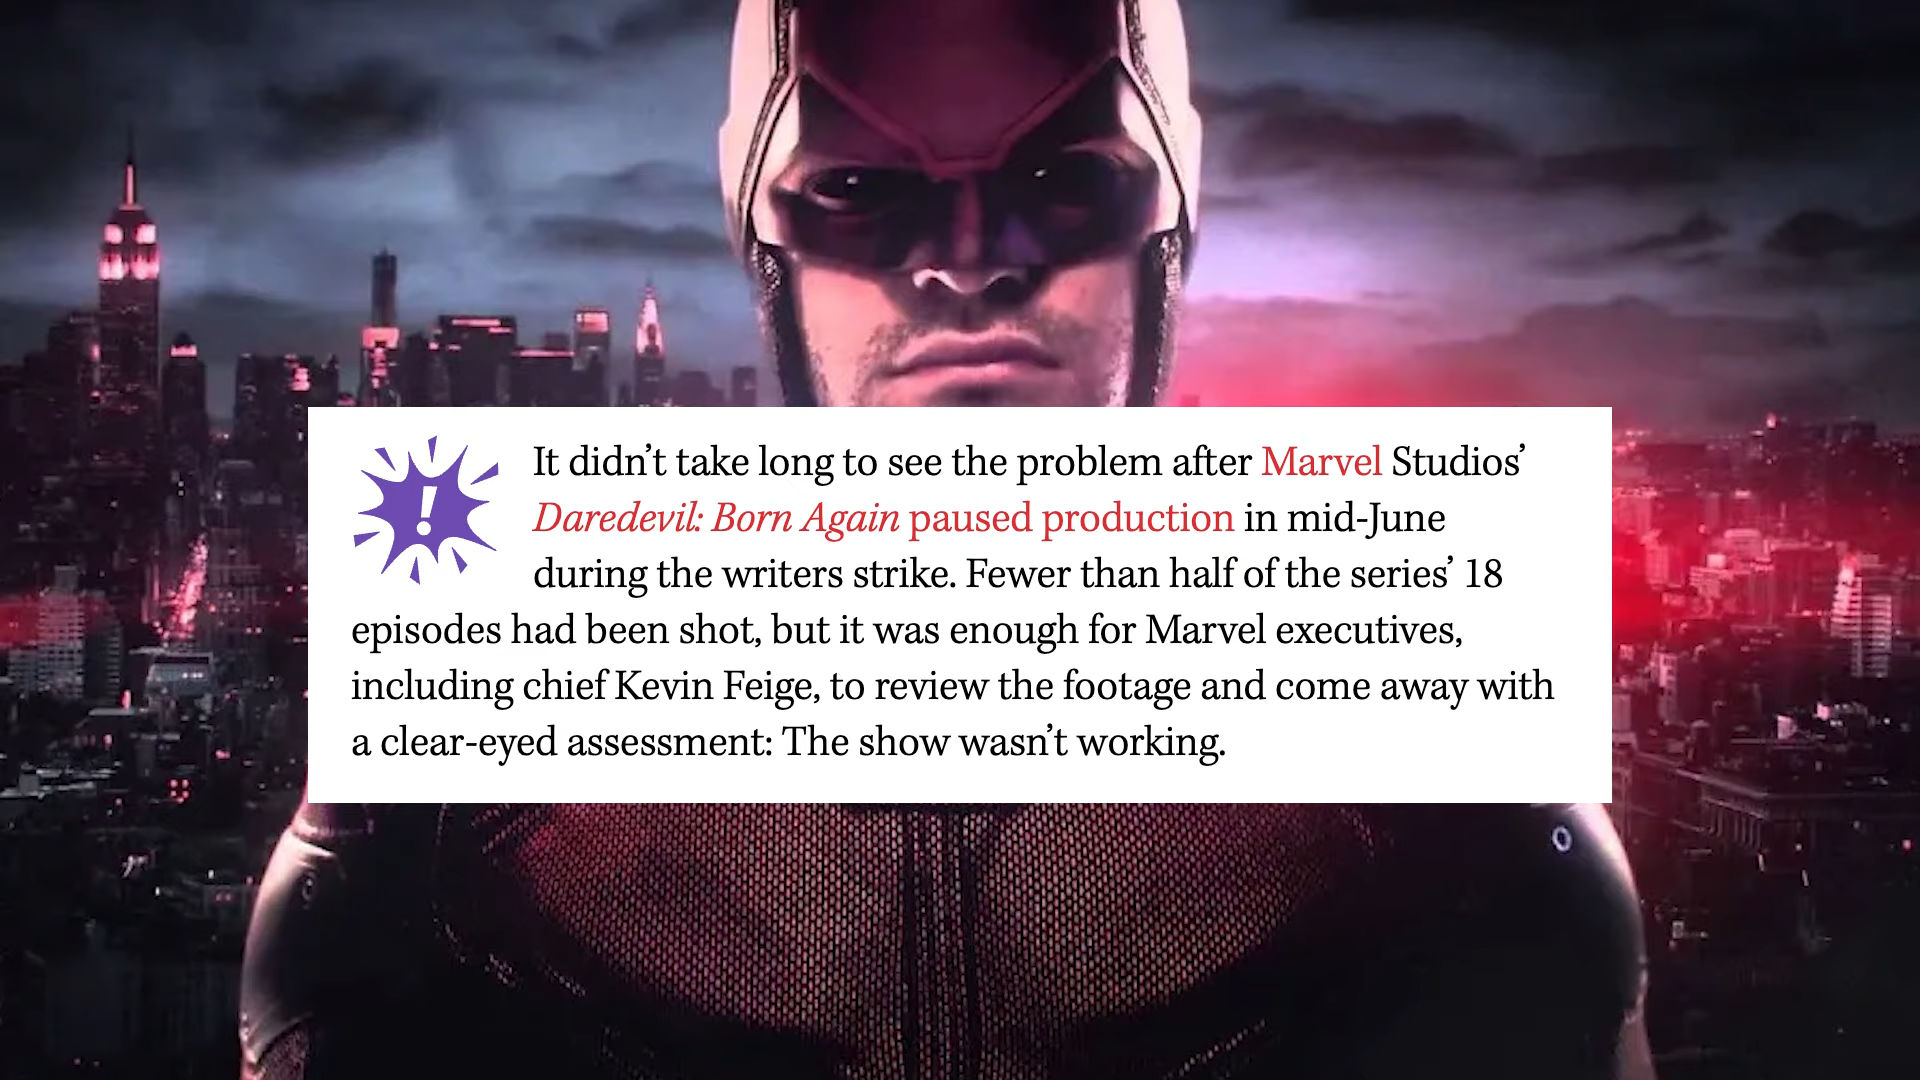 It didn’t take long to see the problem after Marvel Studios’
Daredevil: Born Again paused production in mid-June
during the writers strike. Fewer than half of the series’ 18
episodes had been shot, but it was enough for Marvel executives,
including chief Kevin Feige, to review the footage and come away with
a clear-eyed assessment: The show wasn’t working.